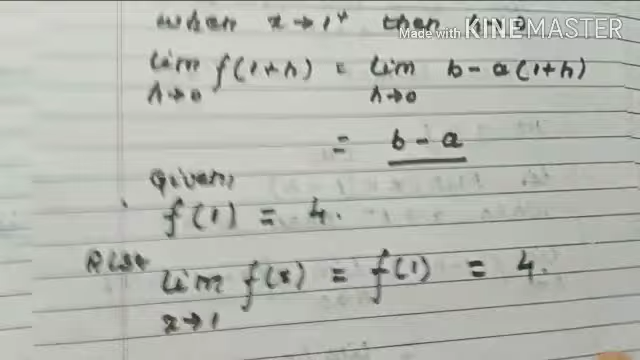 when x→1⁺ then h→0
Made with KINEMASTER
lim f(1+h) = lim b-a(1+h)
h→0 h→0
= b-a
Given,
f(1) = 4.
Also
lim f(x) = f(1) = 4.
x→1